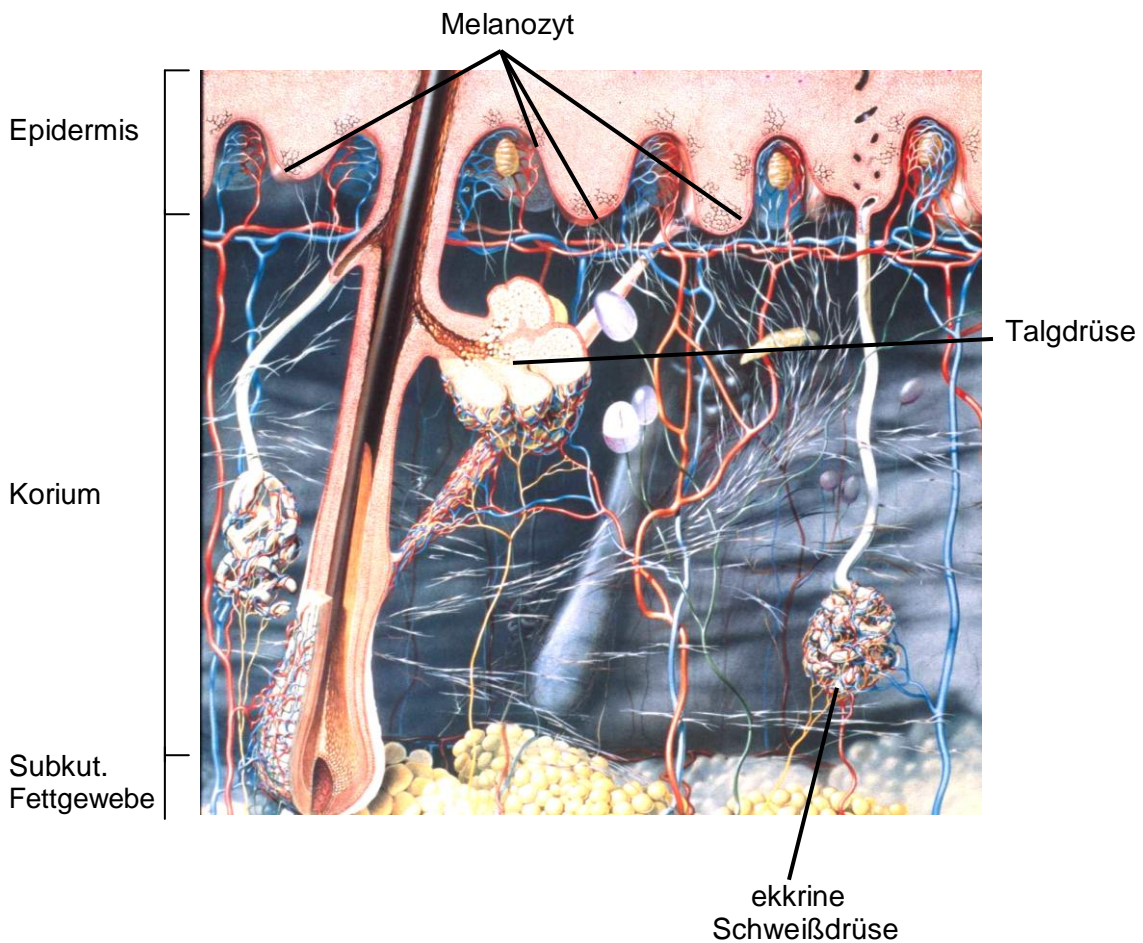 Melanozyt
Epidermis
Talgdrüse
Korium
Subkut.
Fettgewebe
ekkrine
Schweißdrüse